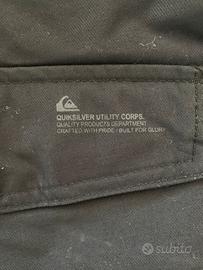 QUIKSILVER UTILITY CORPS.
QUALITY PRODUCTS DEPARTMENT
CRAFTED WITH PRIDE / BUILT FOR GLORY
subito